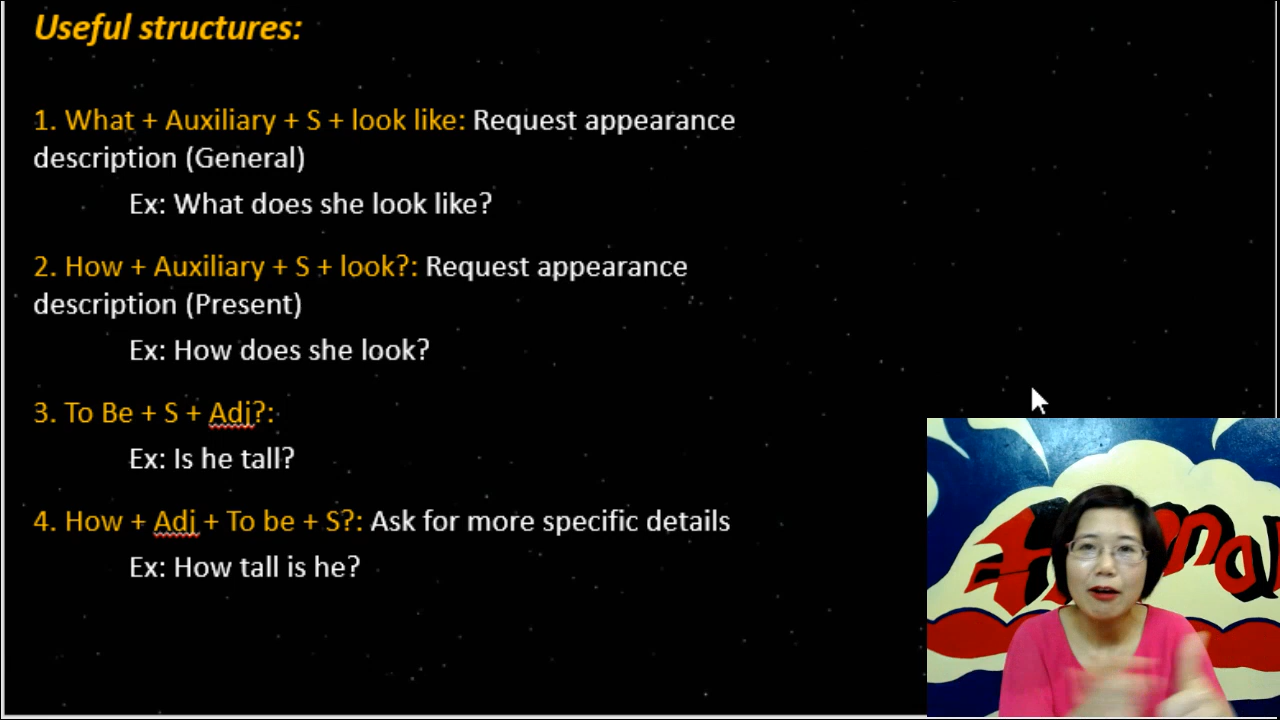 Useful structures:
1. What + Auxiliary + S + look like: Request appearance
description (General)
Ex: What does she look like?
2. How + Auxiliary + S + look?: Request appearance
description (Present)
Ex: How does she look?
3. To Be + S + Adj?:
Ex: Is he tall?
4. How + Adj + To be + S?: Ask for more specific details
Ex: How tall is he?